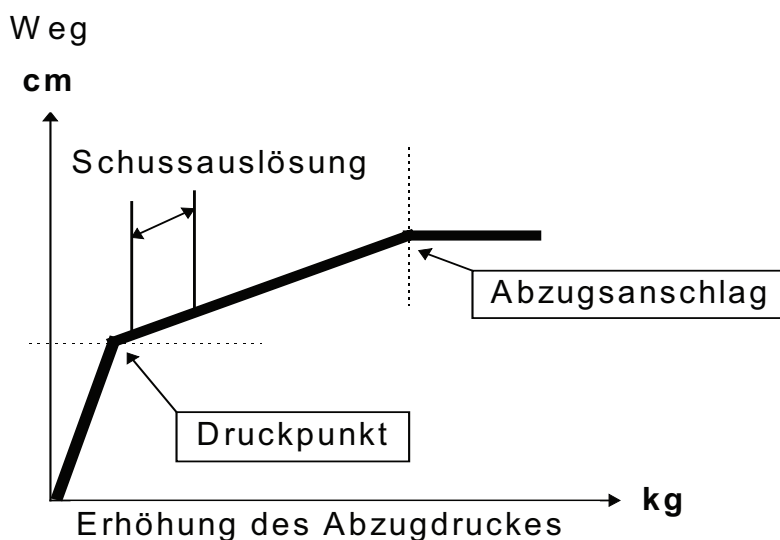 Weg
cm
Schussauslösung
Abzugsanschlag
Druckpunkt
kg
Erhöhung des Abzugdruckes